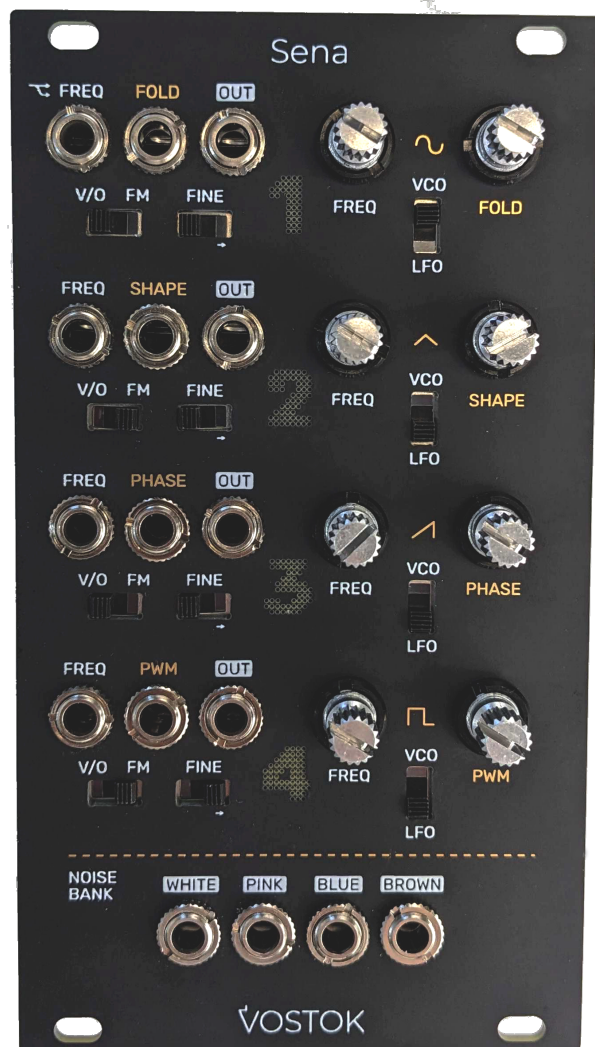 Sena
FREQ FOLD OUT
V/O FM FINE
1
FREQ
VCO
LFO
FOLD
FREQ SHAPE OUT
V/O FM FINE
2
FREQ
VCO
LFO
SHAPE
FREQ PHASE OUT
V/O FM FINE
3
FREQ
VCO
LFO
PHASE
FREQ PWM OUT
V/O FM FINE
4
FREQ
VCO
LFO
PWM
NOISE
BANK
WHITE PINK BLUE BROWN
VOSTOK